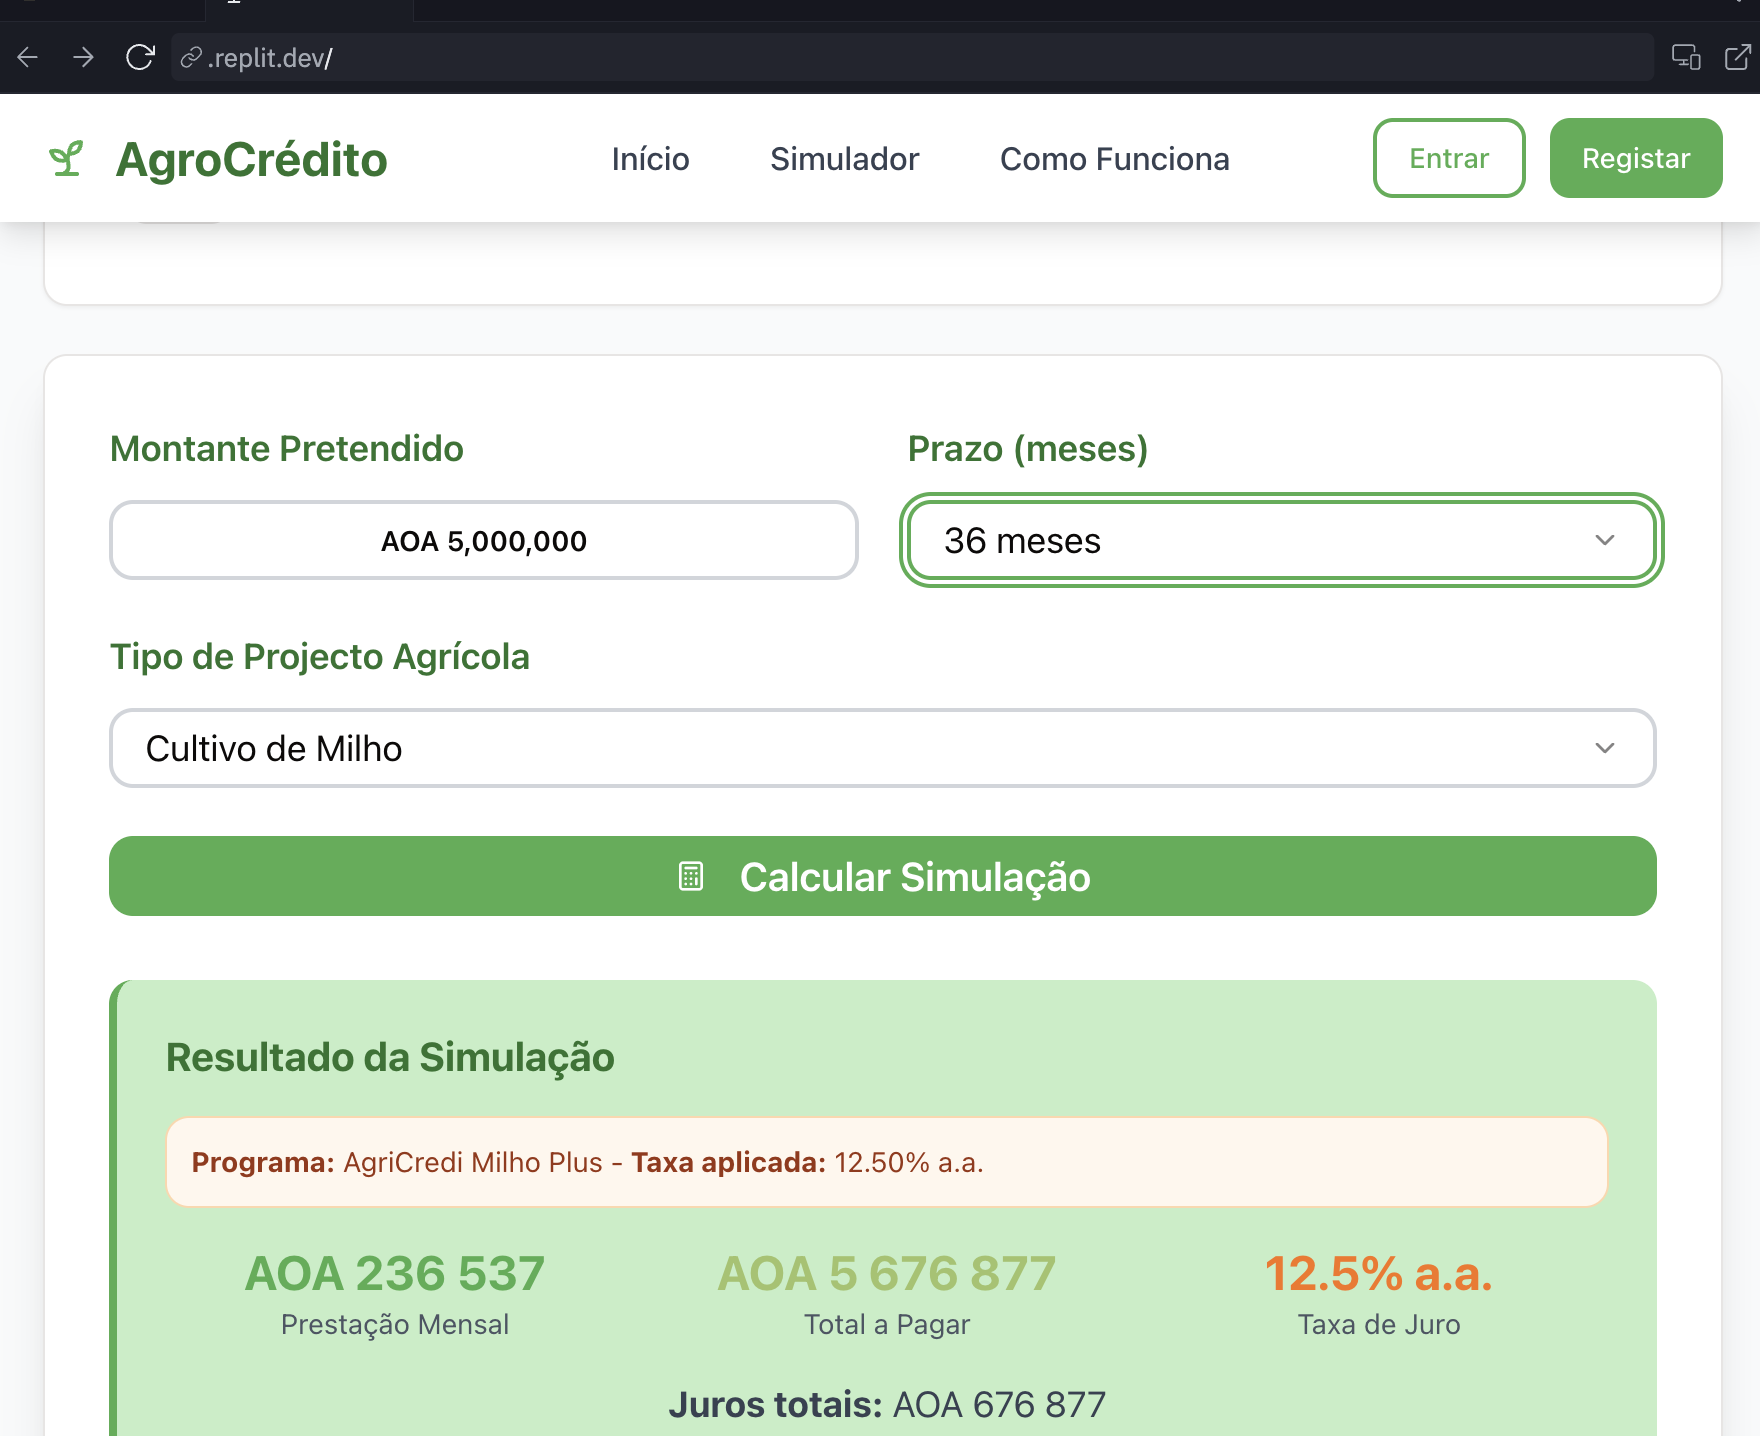 .replit.dev/
AgroCrédito
Início
Simulador
Como Funciona
Entrar
Registar
Montante Pretendido
Prazo (meses)
AOA 5,000,000
36 meses
Tipo de Projecto Agrícola
Cultivo de Milho
Calcular Simulação
Resultado da Simulação
Programa: AgriCredi Milho Plus - Taxa aplicada: 12.50% a.a.
AOA 236 537
AOA 5 676 877
12.5% a.a.
Prestação Mensal
Total a Pagar
Taxa de Juro
Juros totais: AOA 676 877